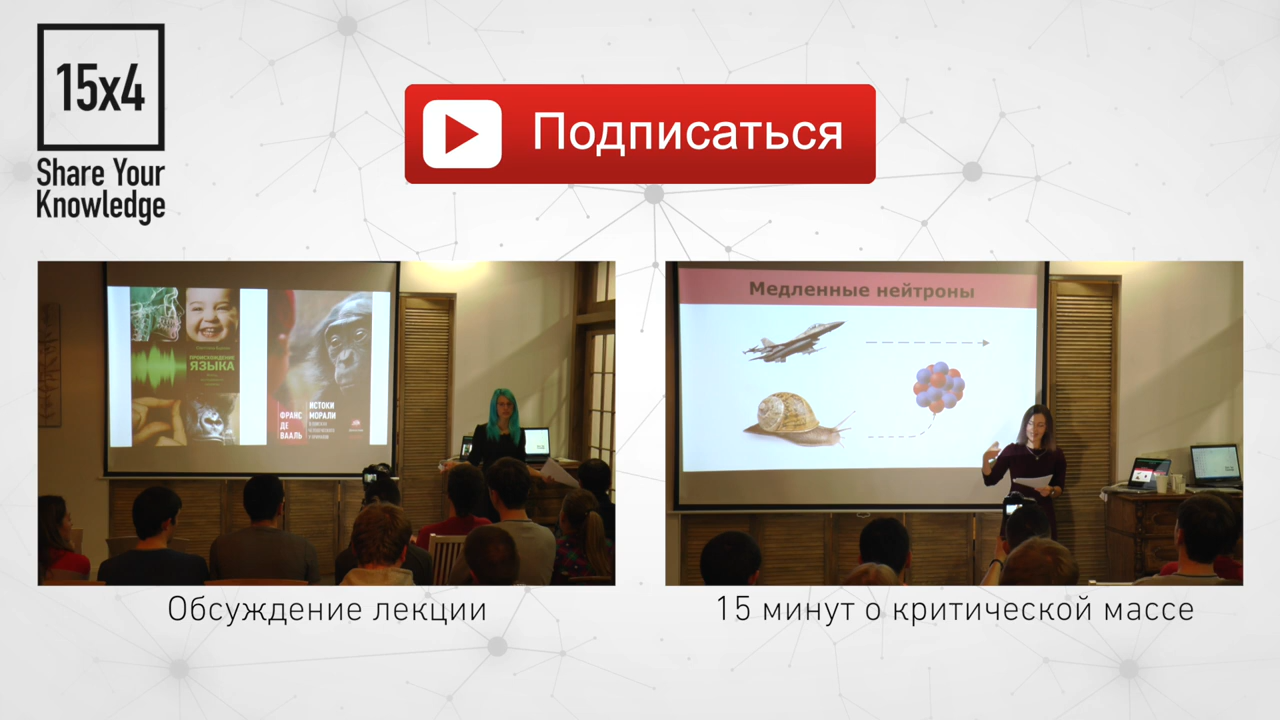 15x4
Share Your
Knowledge
Подписаться
ПРОИСХОЖДЕНИЕ
ЯЗЫКА
ФРАНС
ДЕ
ВААЛЬ
ИСТОКИ
МОРАЛИ
Медленные нейтроны
Обсуждение лекции
15 минут о критической массе